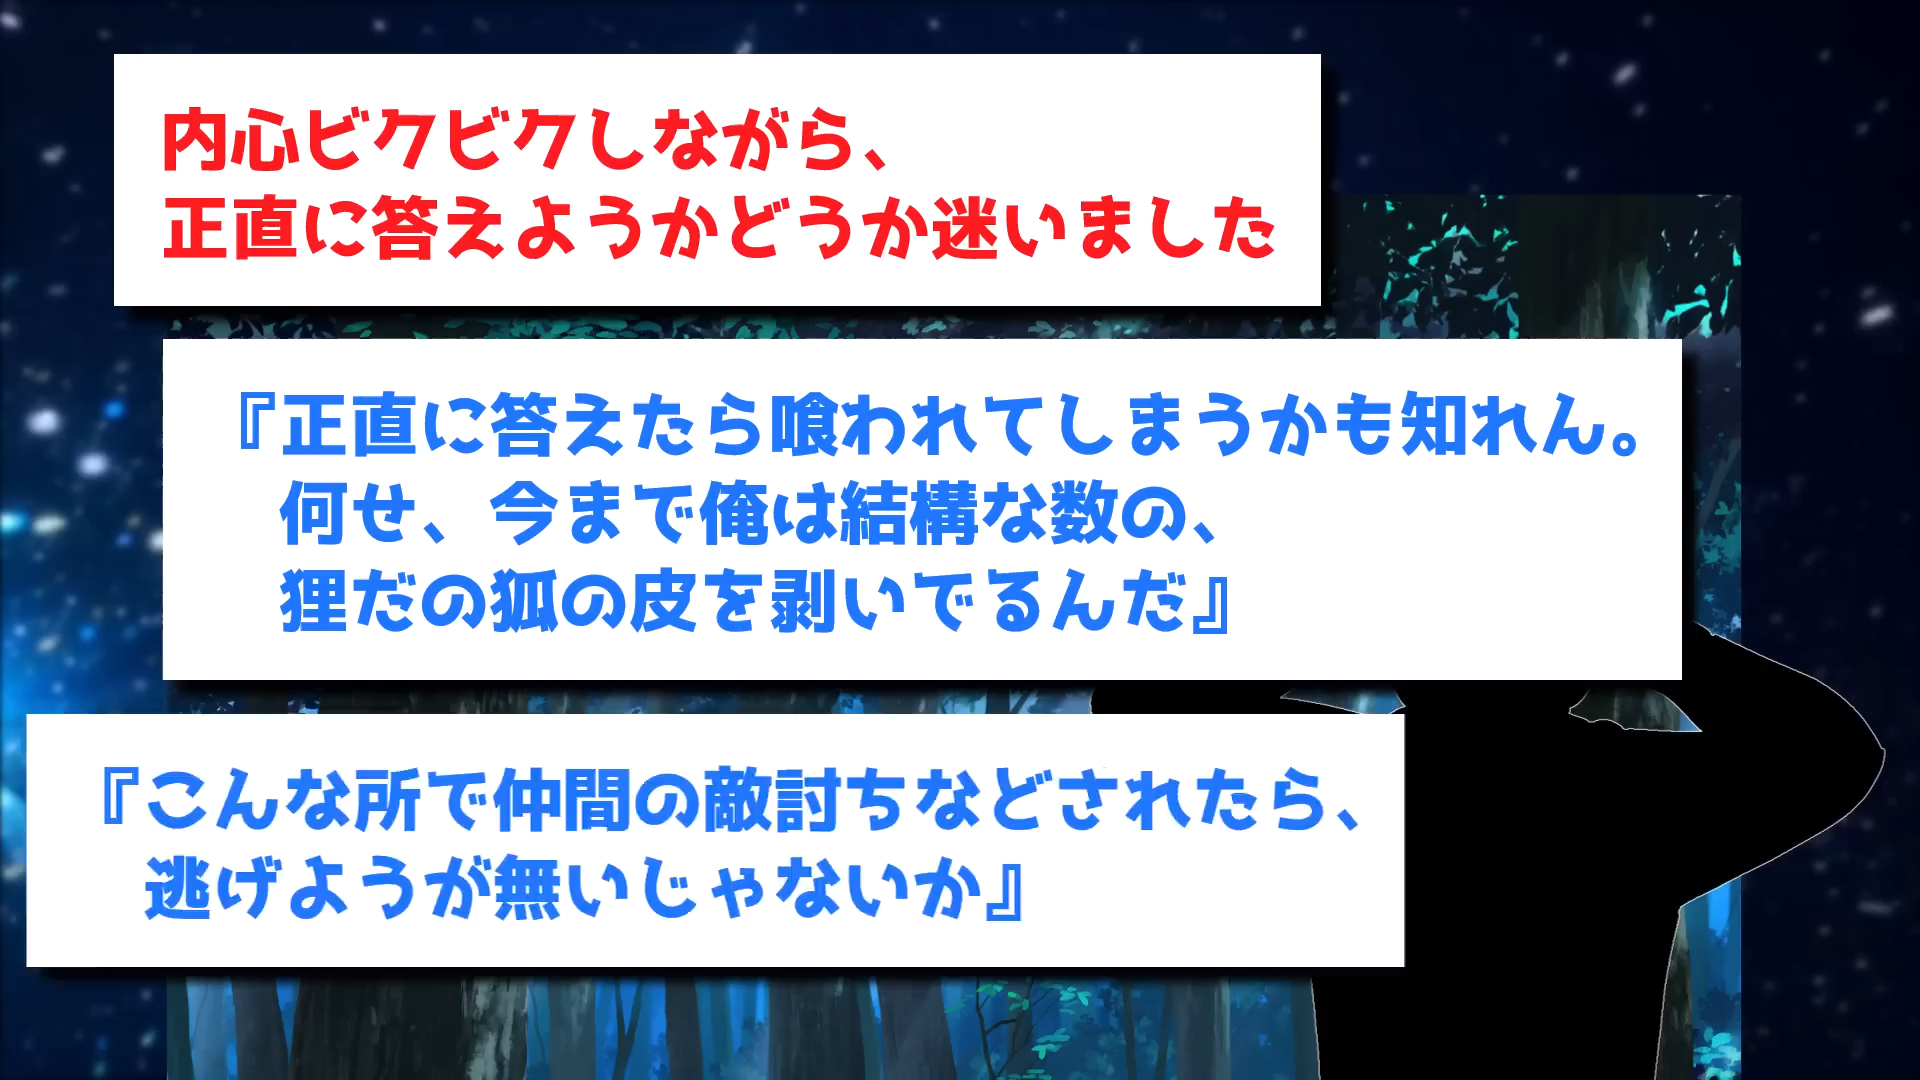 内心ビクビクしながら、
正直に答えようかどうか迷いました
『正直に答えたら喰われてしまうかも知れん。
何せ、今まで俺は結構な数の、
狸だの狐の皮を剥いでるんだ』
『こんな所で仲間の敵討ちなどされたら、
逃げようが無いじゃないか』